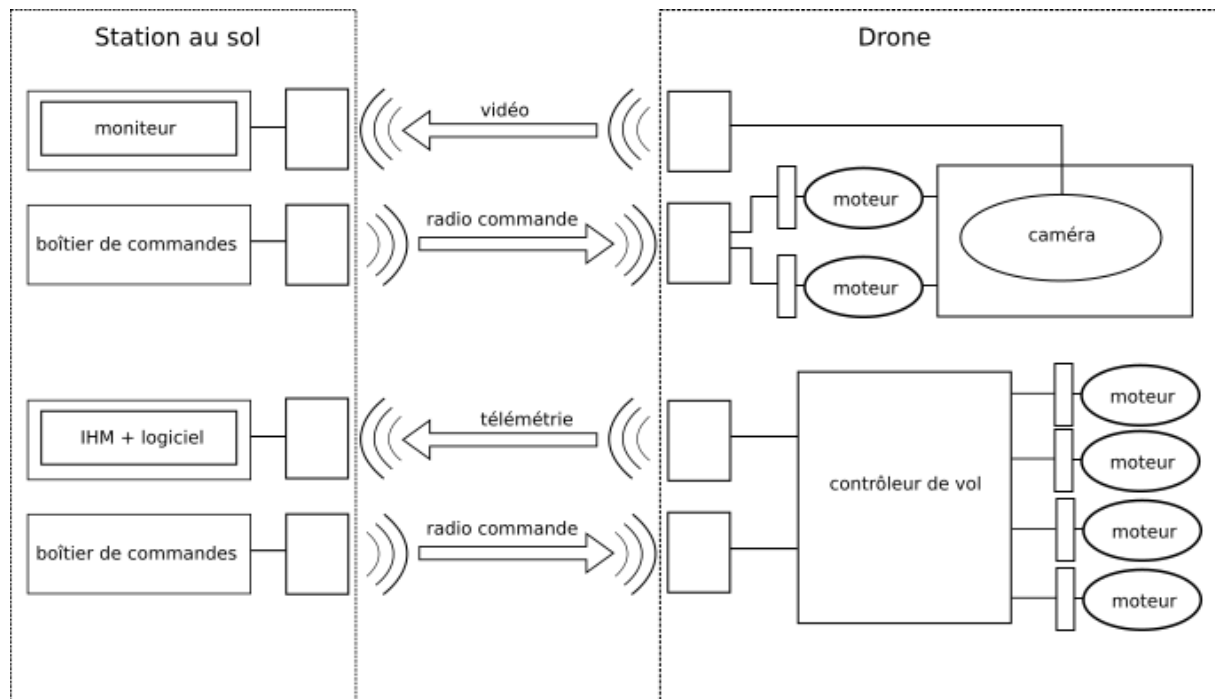 Station au sol
Drone
moniteur
vidéo
moteur
boîtier de commandes
radio commande
caméra
moteur
IHM + logiciel
télémétrie
contrôleur de vol
moteur
moteur
boîtier de commandes
radio commande
moteur
moteur